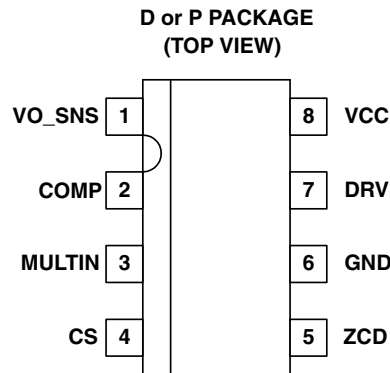 D or P PACKAGE
(TOP VIEW)
VO_SNS 1 8 VCC
COMP 2 7 DRV
MULTIN 3 6 GND
CS 4 5 ZCD